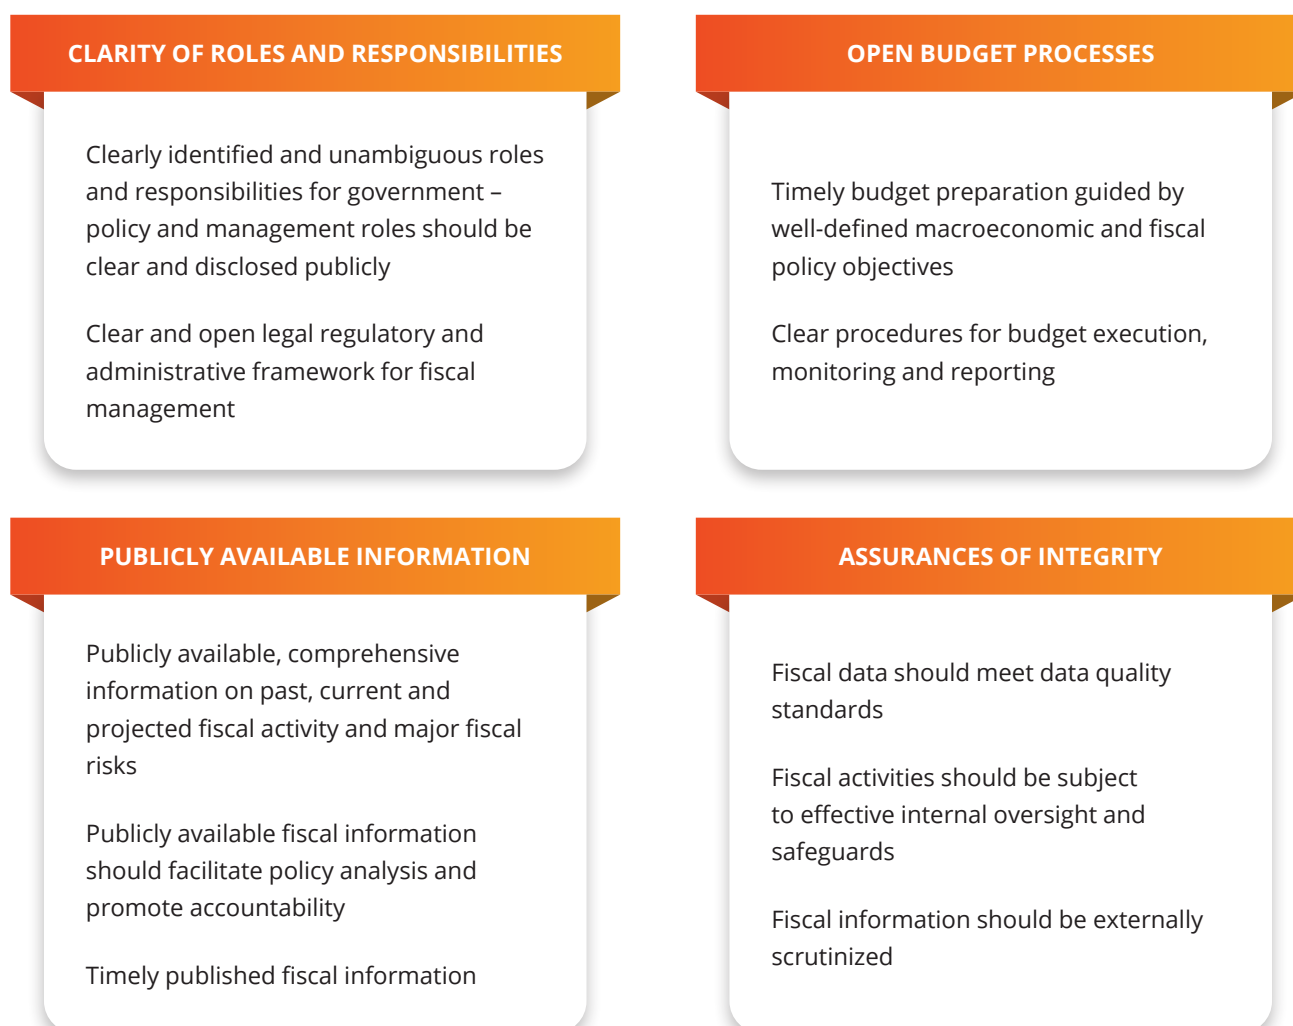 CLARITY OF ROLES AND RESPONSIBILITIES
Clearly identified and unambiguous roles
and responsibilities for government –
policy and management roles should be
clear and disclosed publicly
Clear and open legal regulatory and
administrative framework for fiscal
management
OPEN BUDGET PROCESSES
Timely budget preparation guided by
well-defined macroeconomic and fiscal
policy objectives
Clear procedures for budget execution,
monitoring and reporting
PUBLICLY AVAILABLE INFORMATION
Publicly available, comprehensive
information on past, current and
projected fiscal activity and major fiscal
risks
Publicly available fiscal information
should facilitate policy analysis and
promote accountability
Timely published fiscal information
ASSURANCES OF INTEGRITY
Fiscal data should meet data quality
standards
Fiscal activities should be subject
to effective internal oversight and
safeguards
Fiscal information should be externally
scrutinized